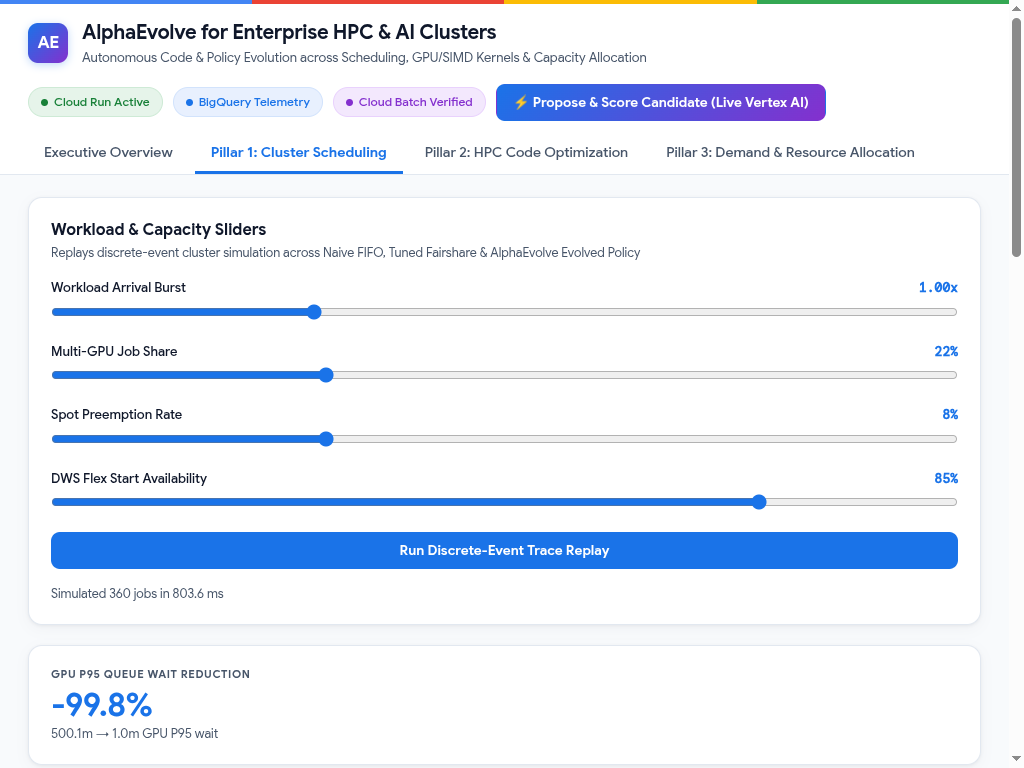 AE
AlphaEvolve for Enterprise HPC & AI Clusters
Autonomous Code & Policy Evolution across Scheduling, GPU/SIMD Kernels & Capacity Allocation
Cloud Run Active
BigQuery Telemetry
Cloud Batch Verified
⚡ Propose & Score Candidate (Live Vertex AI)
Executive Overview
Pillar 1: Cluster Scheduling
Pillar 2: HPC Code Optimization
Pillar 3: Demand & Resource Allocation
Workload & Capacity Sliders
Replays discrete-event cluster simulation across Naive FIFO, Tuned Fairshare & AlphaEvolve Evolved Policy
Workload Arrival Burst 1.00x
Multi-GPU Job Share 22%
Spot Preemption Rate 8%
DWS Flex Start Availability 85%
Run Discrete-Event Trace Replay
Simulated 360 jobs in 803.6 ms
GPU P95 QUEUE WAIT REDUCTION
-99.8%
500.1m → 1.0m GPU P95 wait